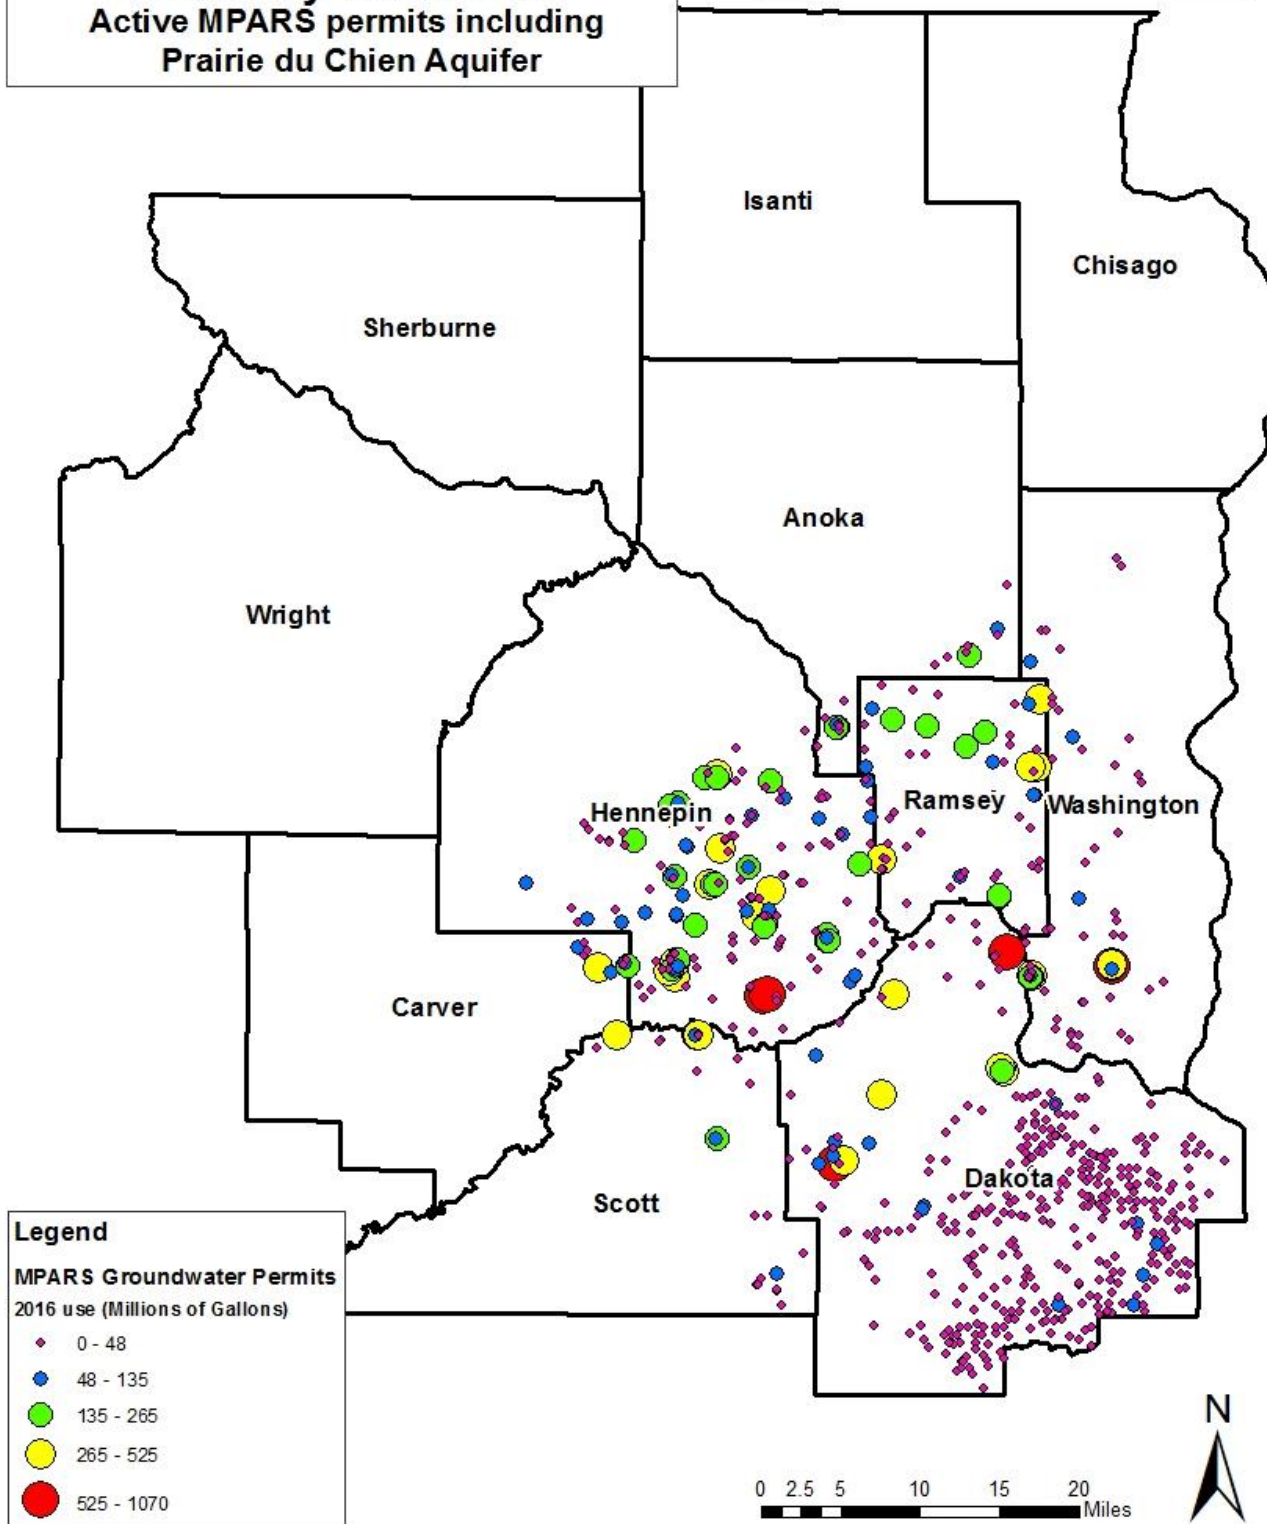 Active MPARS permits including
Prairie du Chien Aquifer
Isanti
Chisago
Sherburne
Anoka
Wright
Hennepin
Ramsey
Washington
Carver
Dakota
Scott
Legend
MPARS Groundwater Permits
2016 use (Millions of Gallons)
0 - 48
48 - 135
135 - 265
265 - 525
525 - 1070
N
0 2.5 5 10 15 20
Miles